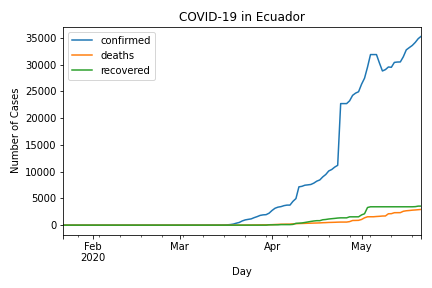 COVID-19 in Ecuador
confirmed
deaths
recovered
Number of Cases
35000
30000
25000
20000
15000
10000
5000
0
Feb
2020
Mar
Apr
May
Day